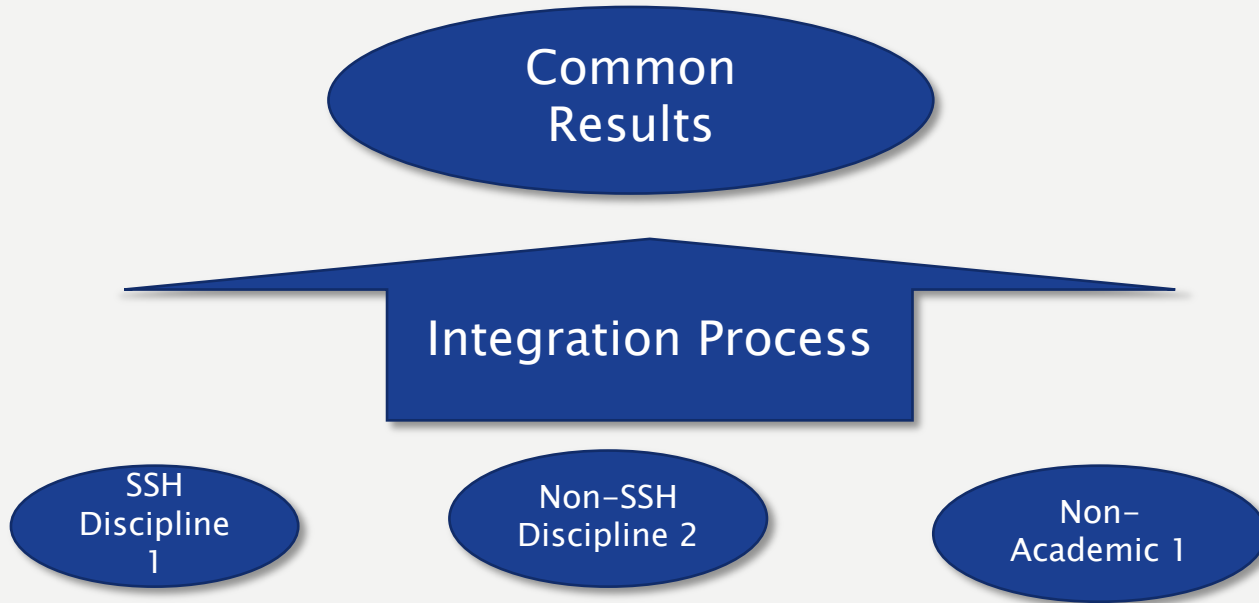 Common
Results
Integration Process
SSH
Discipline
1
Non-SSH
Discipline 2
Non-
Academic 1